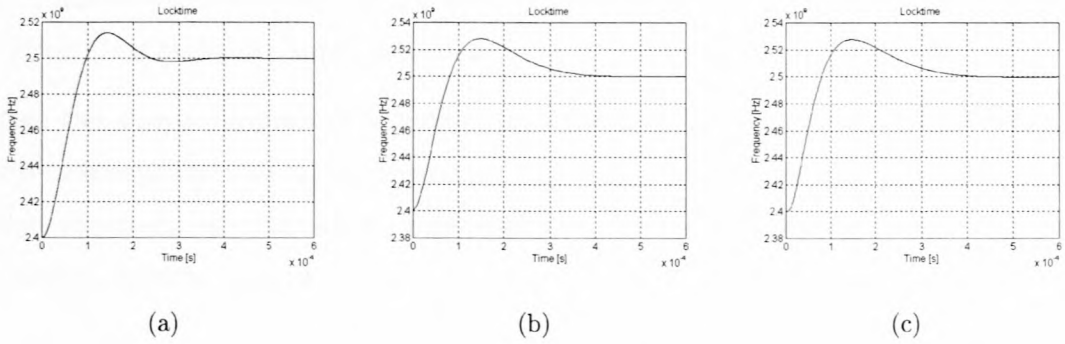 x 10⁹
Locktime
2.52
2.5
2.48
2.46
2.44
2.42
2.4
Frequency [Hz]
0 1 2 3 4 5 6
Time [s]
x 10⁻⁴
(a)
x 10⁹
Locktime
2.54
2.52
2.5
2.48
2.46
2.44
2.42
2.4
2.38
Frequency [Hz]
0 1 2 3 4 5 6
Time [s]
x 10⁻⁴
(b)
x 10⁹
Locktime
2.54
2.52
2.5
2.48
2.46
2.44
2.42
2.4
2.38
Frequency [Hz]
0 1 2 3 4 5 6
Time [s]
x 10⁻⁴
(c)